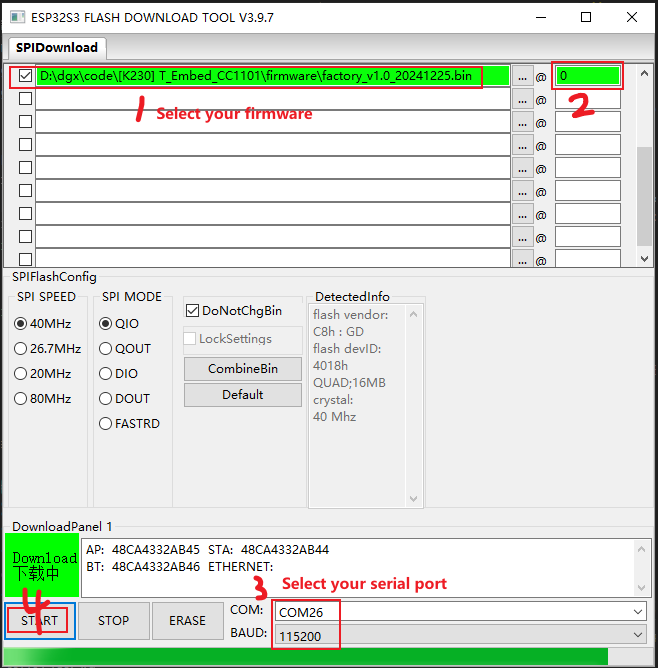 ESP32S3 FLASH DOWNLOAD TOOL V3.9.7
SPIDownload
D:\dgx\code\[K230] T_Embed_CC1101\firmware\factory_v1.0_20241225.bin ... @ 0
... @
1 Select your firmware 2
... @
... @
... @
... @
... @
... @
... @
SPIFlashConfig
SPI SPEED
40MHz
26.7MHz
20MHz
80MHz
SPI MODE
QIO
QOUT
DIO
DOUT
FASTRD
DoNotChgBin
LockSettings
CombineBin
Default
DetectedInfo
flash vendor:
C8h : GD
flash devID:
4018h
QUAD;16MB
crystal:
40 Mhz
DownloadPanel 1
Download
下载中
AP: 48CA4332AB45 STA: 48CA4332AB44
BT: 48CA4332AB46 ETHERNET:
3 Select your serial port
4
START
STOP
ERASE
COM: COM26
BAUD: 115200